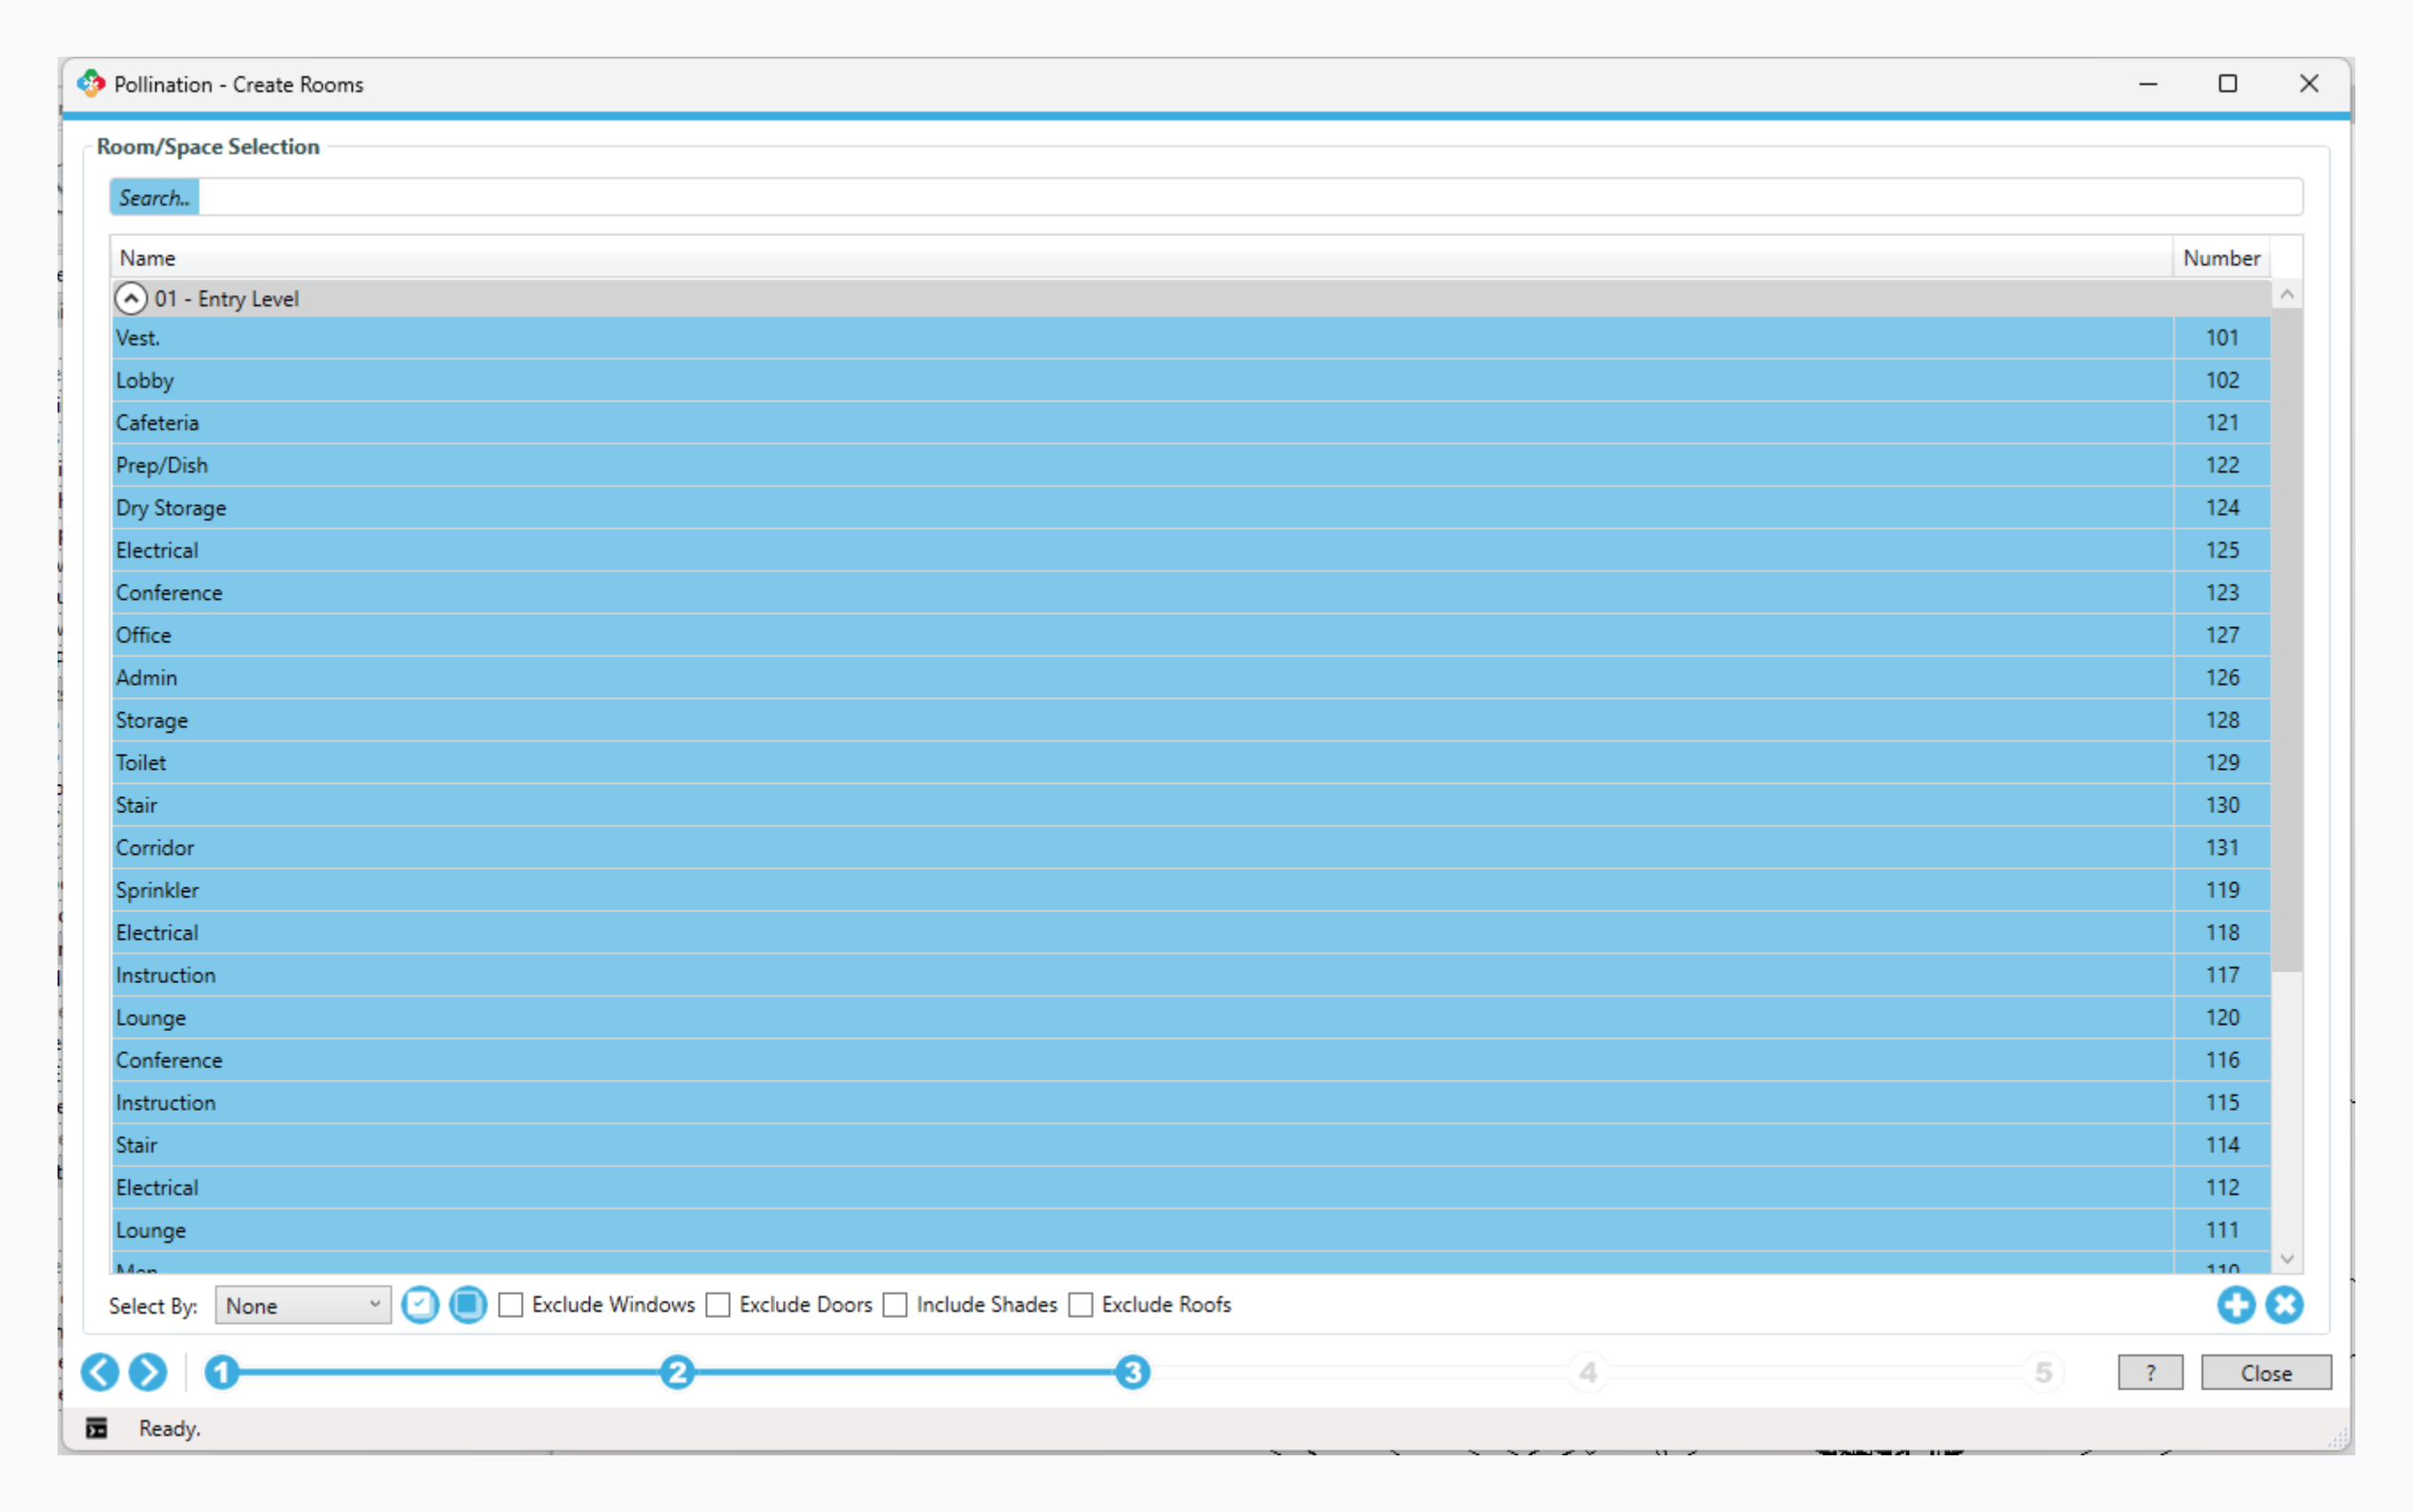 Pollination - Create Rooms
Room/Space Selection
Search..
Name Number
01 - Entry Level
Vest. 101
Lobby 102
Cafeteria 121
Prep/Dish 122
Dry Storage 124
Electrical 125
Conference 123
Office 127
Admin 126
Storage 128
Toilet 129
Stair 130
Corridor 131
Sprinkler 119
Electrical 118
Instruction 117
Lounge 120
Conference 116
Instruction 115
Stair 114
Electrical 112
Lounge 111
Men 110
Select By: None Exclude Windows Exclude Doors Include Shades Exclude Roofs
1 2 3 4 5 ? Close
Ready.